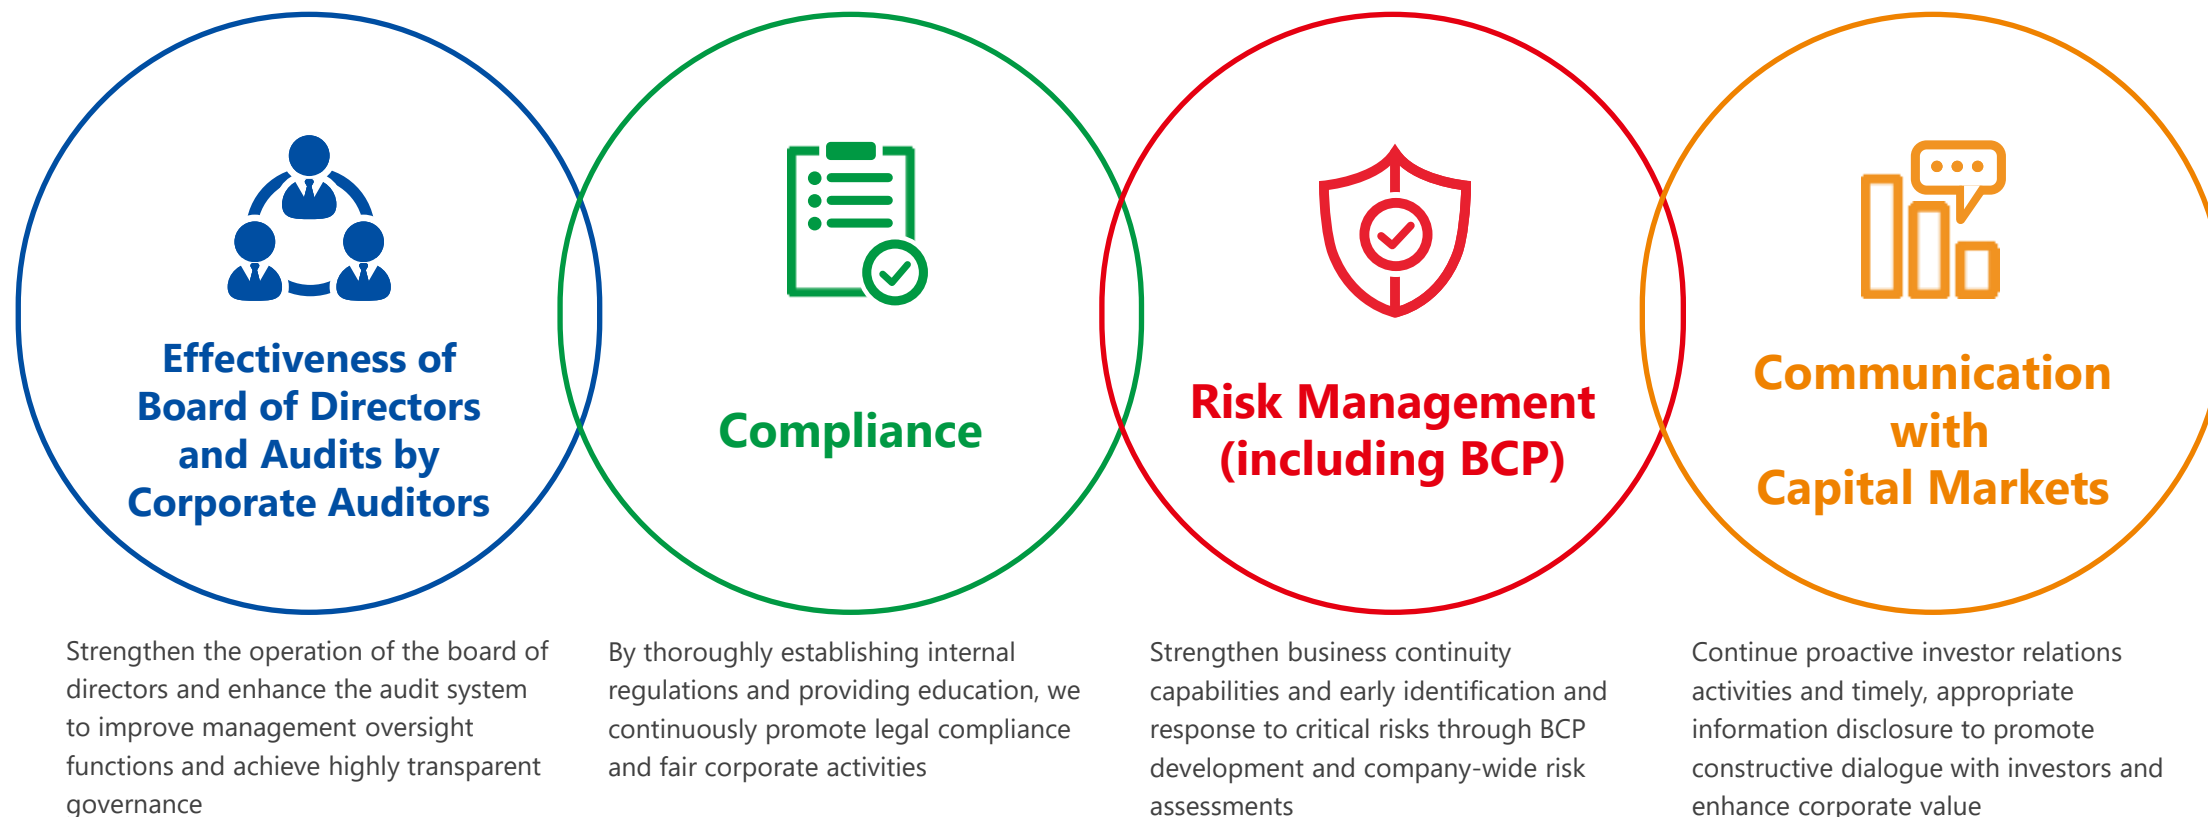 Effectiveness of
Board of Directors
and Audits by
Corporate Auditors
Compliance
Risk Management
(including BCP)
Communication
with
Capital Markets
Strengthen the operation of the board of
directors and enhance the audit system
to improve management oversight
functions and achieve highly transparent
governance
By thoroughly establishing internal
regulations and providing education, we
continuously promote legal compliance
and fair corporate activities
Strengthen business continuity
capabilities and early identification and
response to critical risks through BCP
development and company-wide risk
assessments
Continue proactive investor relations
activities and timely, appropriate
information disclosure to promote
constructive dialogue with investors and
enhance corporate value